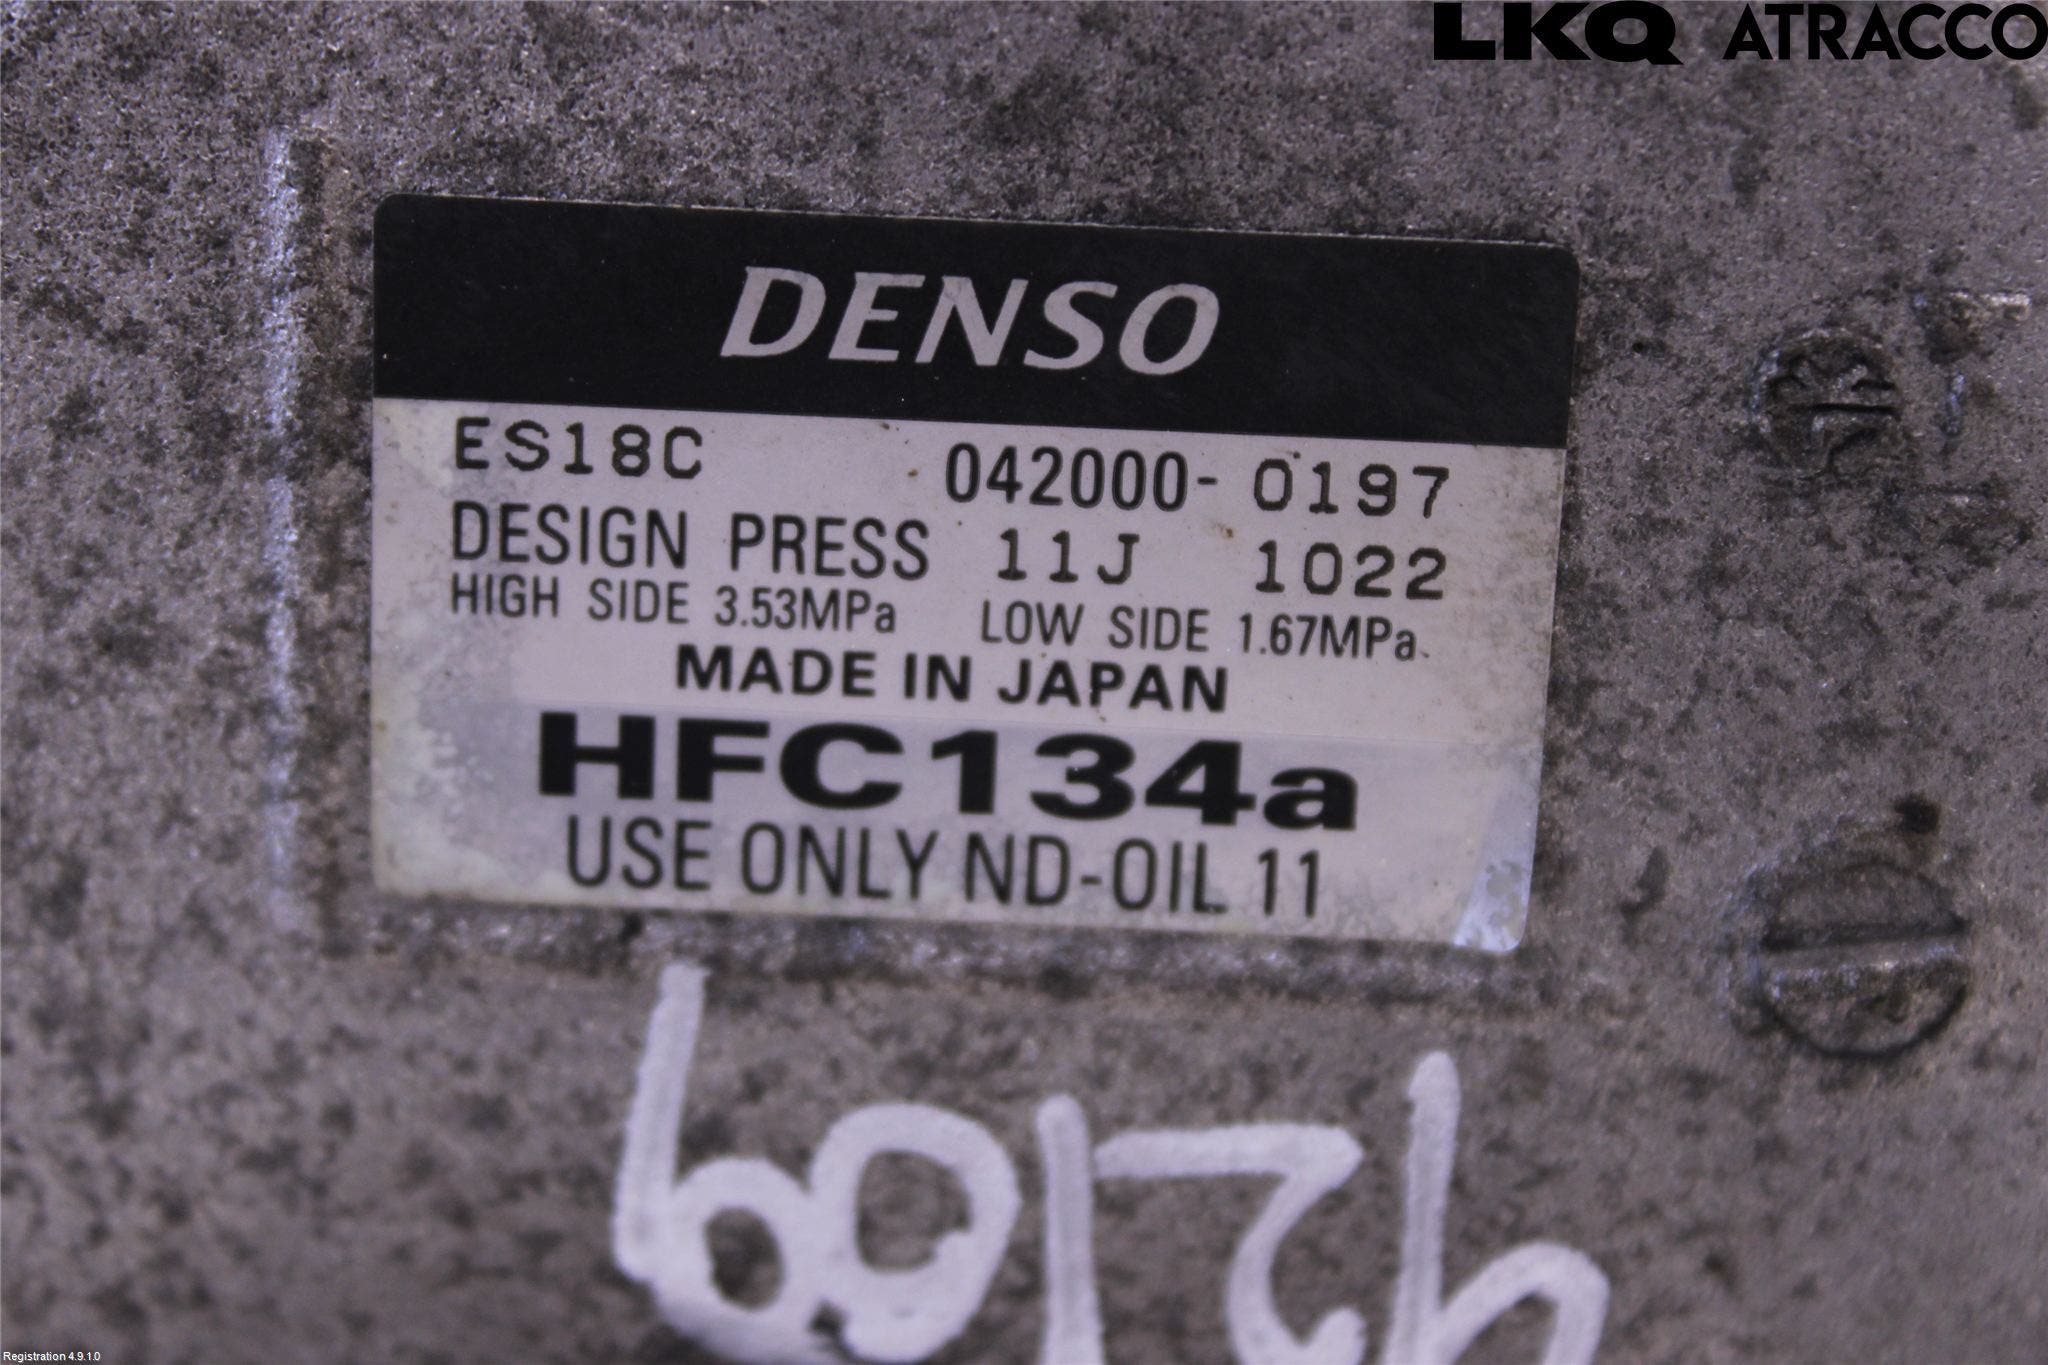 LKQ ATRACCO
DENSO
ES18C 042000-0197
DESIGN PRESS 11J 1022
HIGH SIDE 3.53MPa LOW SIDE 1.67MPa
MADE IN JAPAN
HFC134a
USE ONLY ND-OIL 11
Registration 4.9.1.0